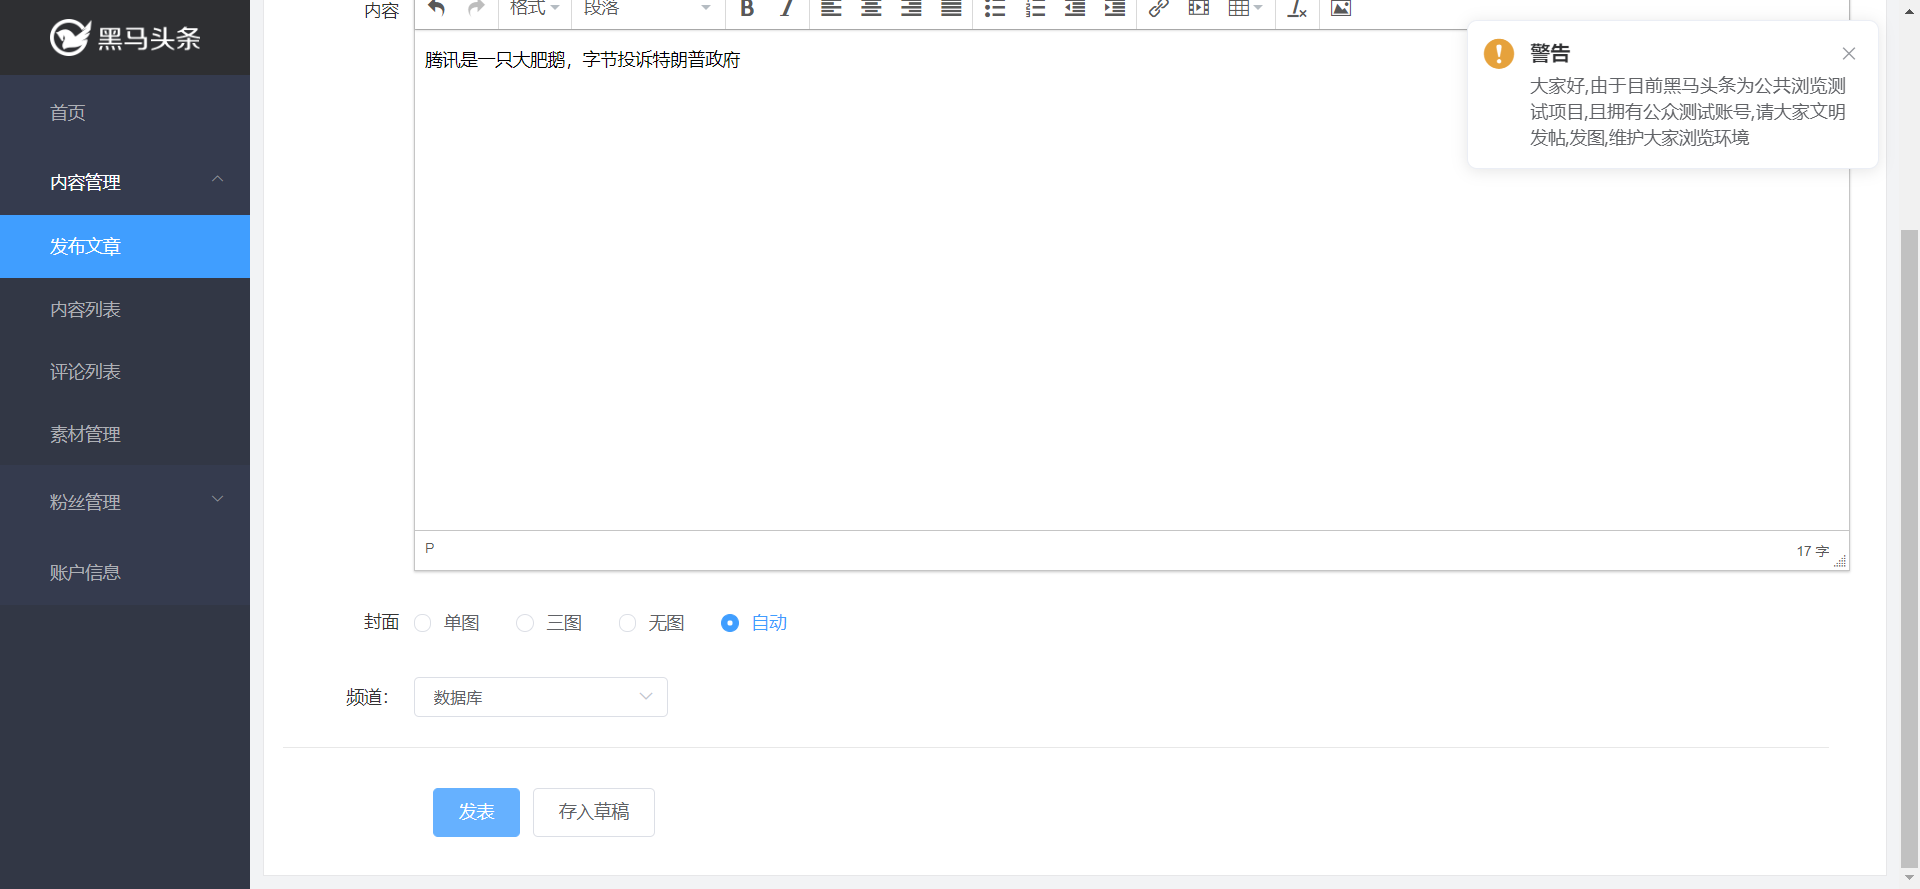 黑马头条
首页
内容管理
发布文章
内容列表
评论列表
素材管理
粉丝管理
账户信息
内容
格式
段落
B I
腾讯是一只大肥鹅，字节投诉特朗普政府
警告
大家好,由于目前黑马头条为公共浏览测
试项目,且拥有公众测试账号,请大家文明
发帖,发图,维护大家浏览环境
P
17 字
封面 单图 三图 无图 自动
频道： 数据库
发表 存入草稿